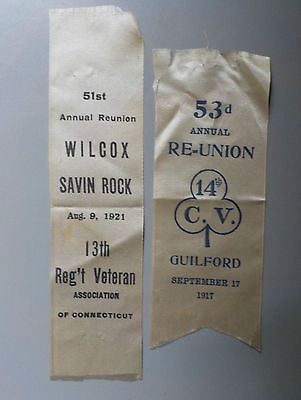 51st
Annual Reunion
WILCOX
SAVIN ROCK
Aug. 9, 1921
13th
Reg't Veteran
ASSOCIATION
OF CONNECTICUT
53d
ANNUAL
RE-UNION
14th
C. V.
GUILFORD
SEPTEMBER 17
1917